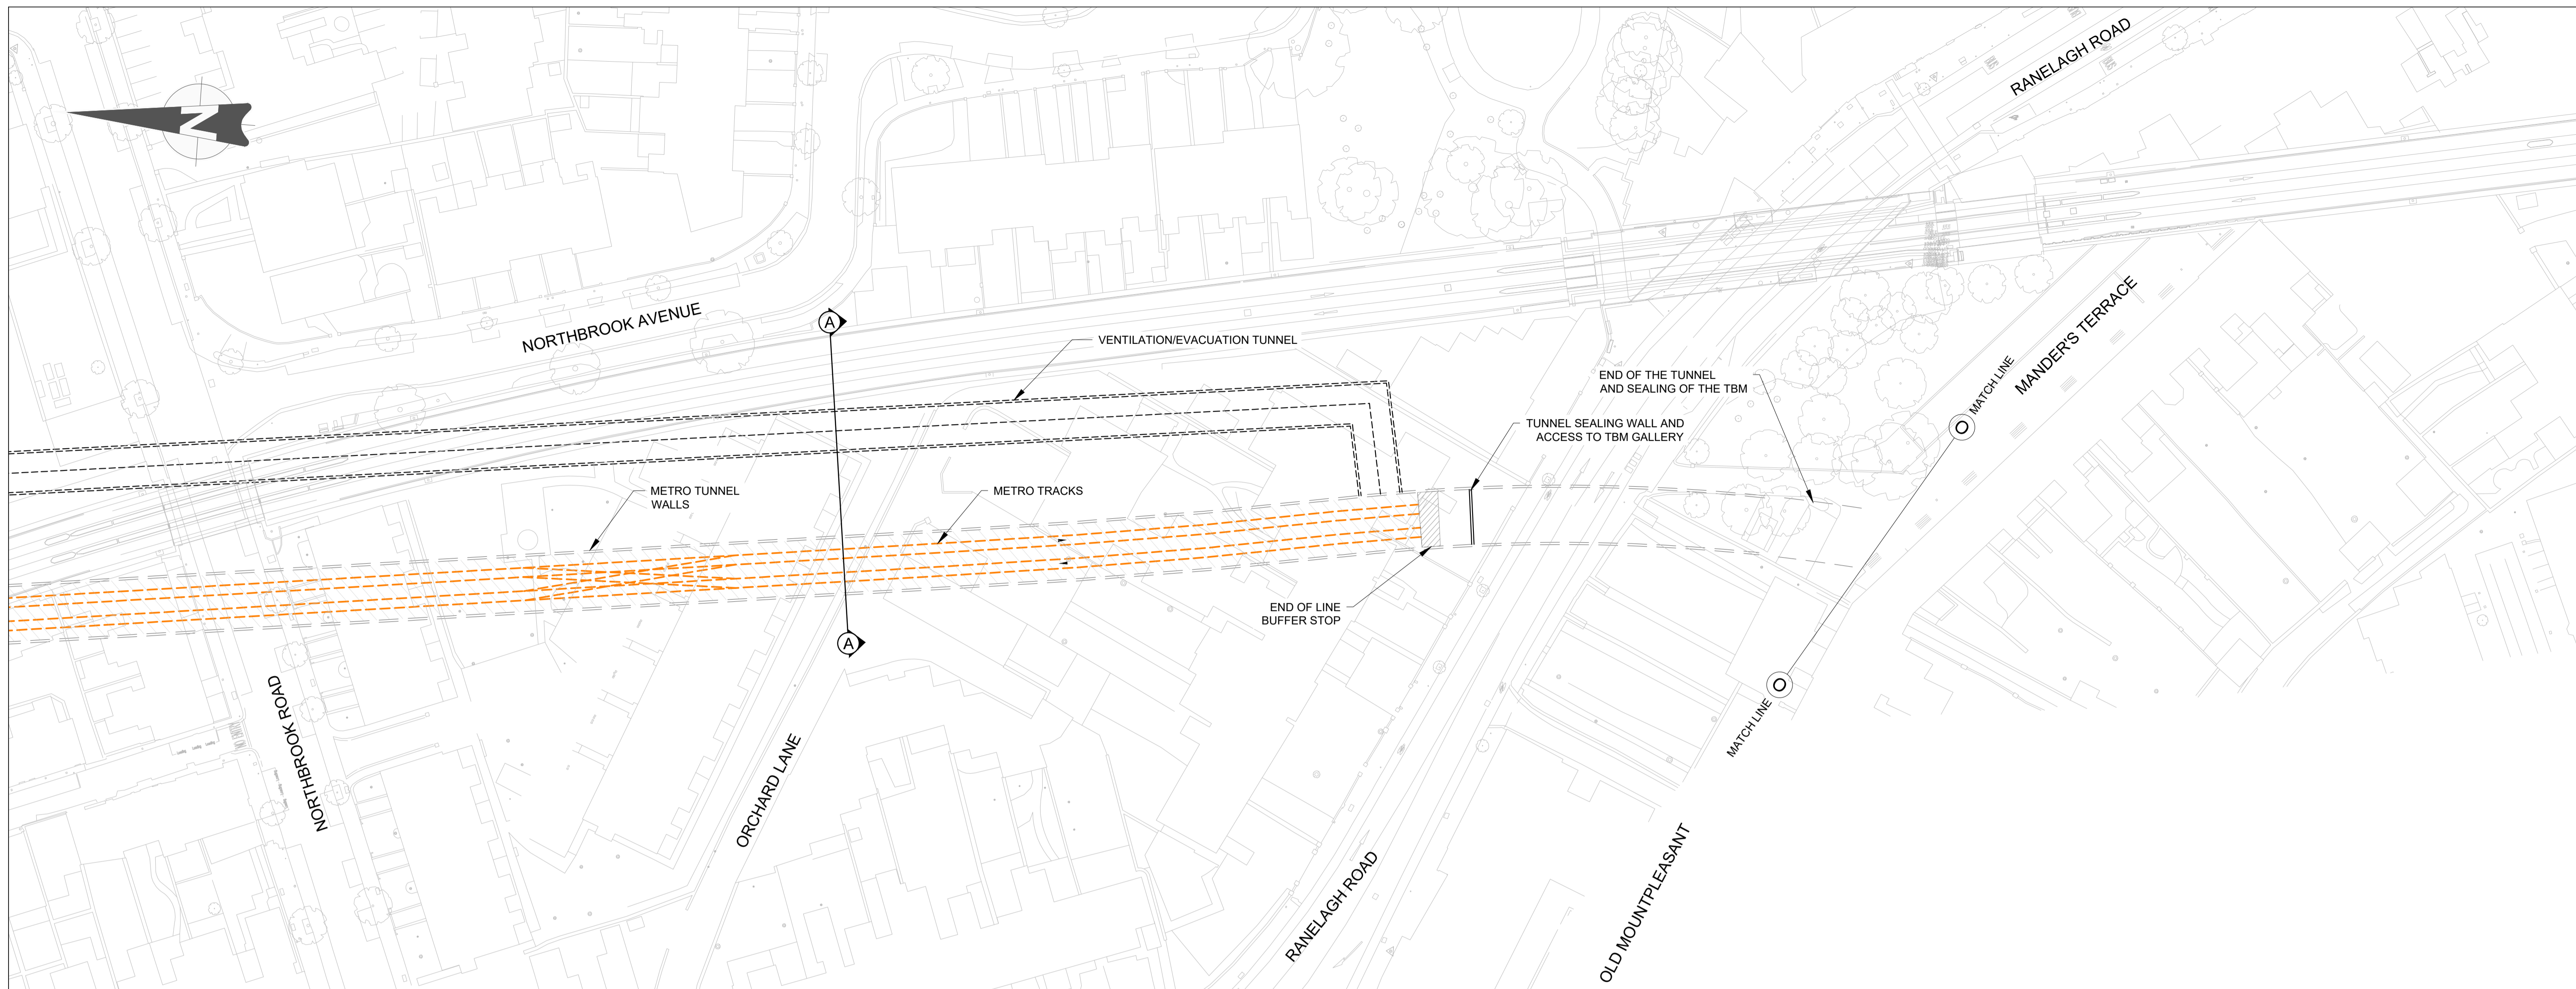 RANELAGH ROAD
N
NORTHBROOK AVENUE
A
VENTILATION/EVACUATION TUNNEL
MANDER'S TERRACE
END OF THE TUNNEL
AND SEALING OF THE TBM
MATCH LINE
O
TUNNEL SEALING WALL AND
ACCESS TO TBM GALLERY
METRO TUNNEL
WALLS
METRO TRACKS
END OF LINE
BUFFER STOP
A
O
MATCH LINE
NORTHBROOK ROAD
ORCHARD LANE
RANELAGH ROAD
OLD MOUNTPLEASANT